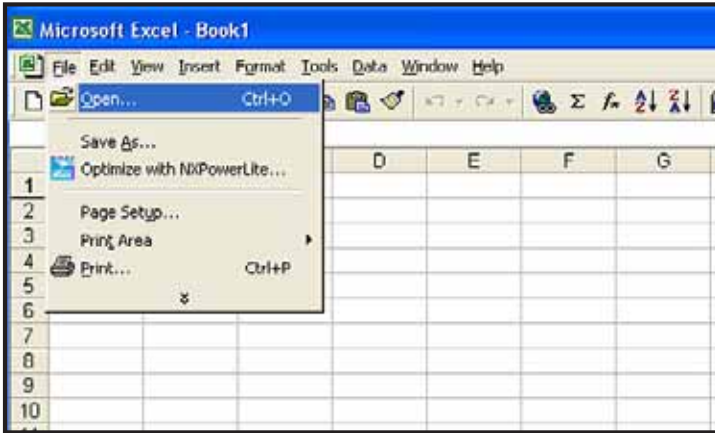 Microsoft Excel - Book1
File Edit View Insert Format Tools Data Window Help
Open... Ctrl+O
Save As...
Optimize with NXPowerLite...
Page Setup...
Print Area
Print... Ctrl+P
D E F G
1
2
3
4
5
6
7
8
9
10